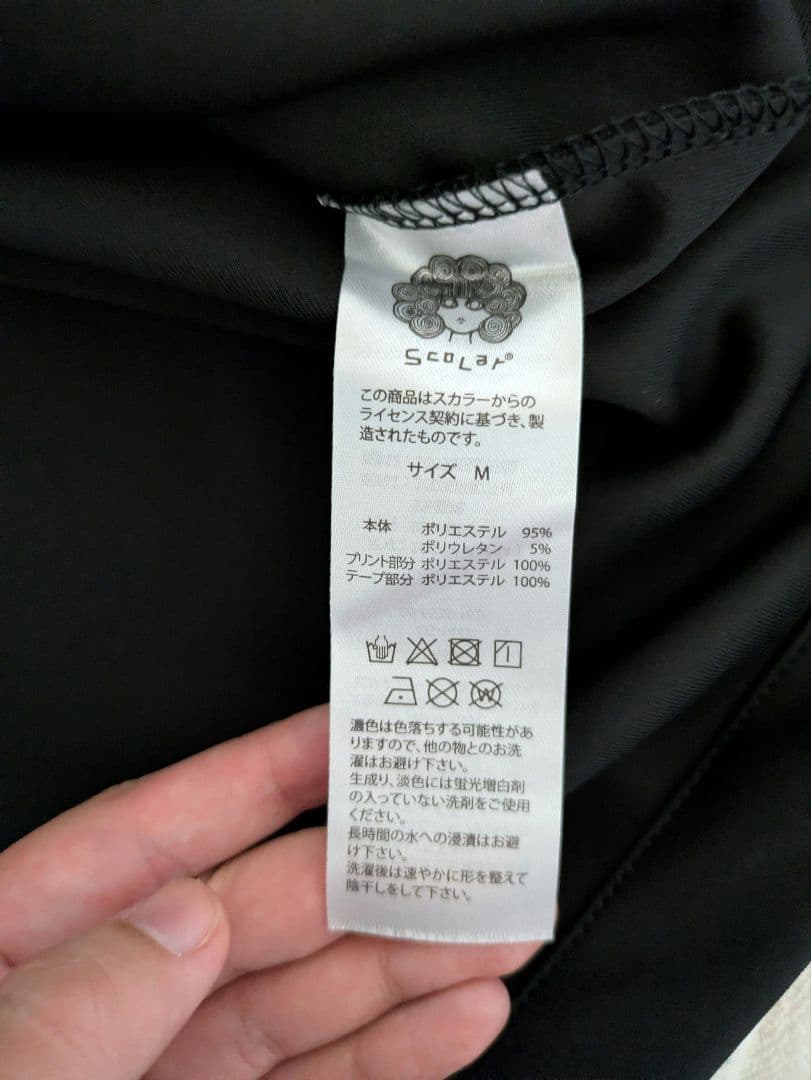 ScoLar®
この商品はスカラーからの
ライセンス契約に基づき、製
造されたものです。
サイズ M
本体 ポリエステル 95%
ポリウレタン 5%
プリント部分 ポリエステル 100%
テープ部分 ポリエステル 100%
W
濃色は色落ちする可能性があ
りますので、他の物とのお洗
濯はお避け下さい。
生成り、淡色には蛍光増白剤
の入っていない洗剤をご使用
ください。
長時間の水への浸漬はお避
け下さい。
洗濯後は速やかに形を整えて
陰干しをして下さい。